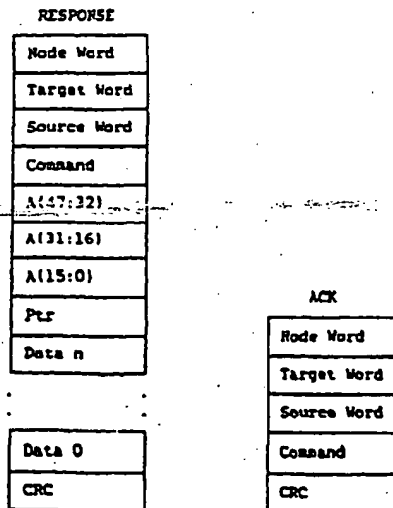 RESPONSE
Node Word
Target Word
Source Word
Command
A(47:32)
A(31:16)
A(15:0)
Ptr
Data n
Data 0
CRC
ACK
Node Word
Target Word
Source Word
Command
CRC